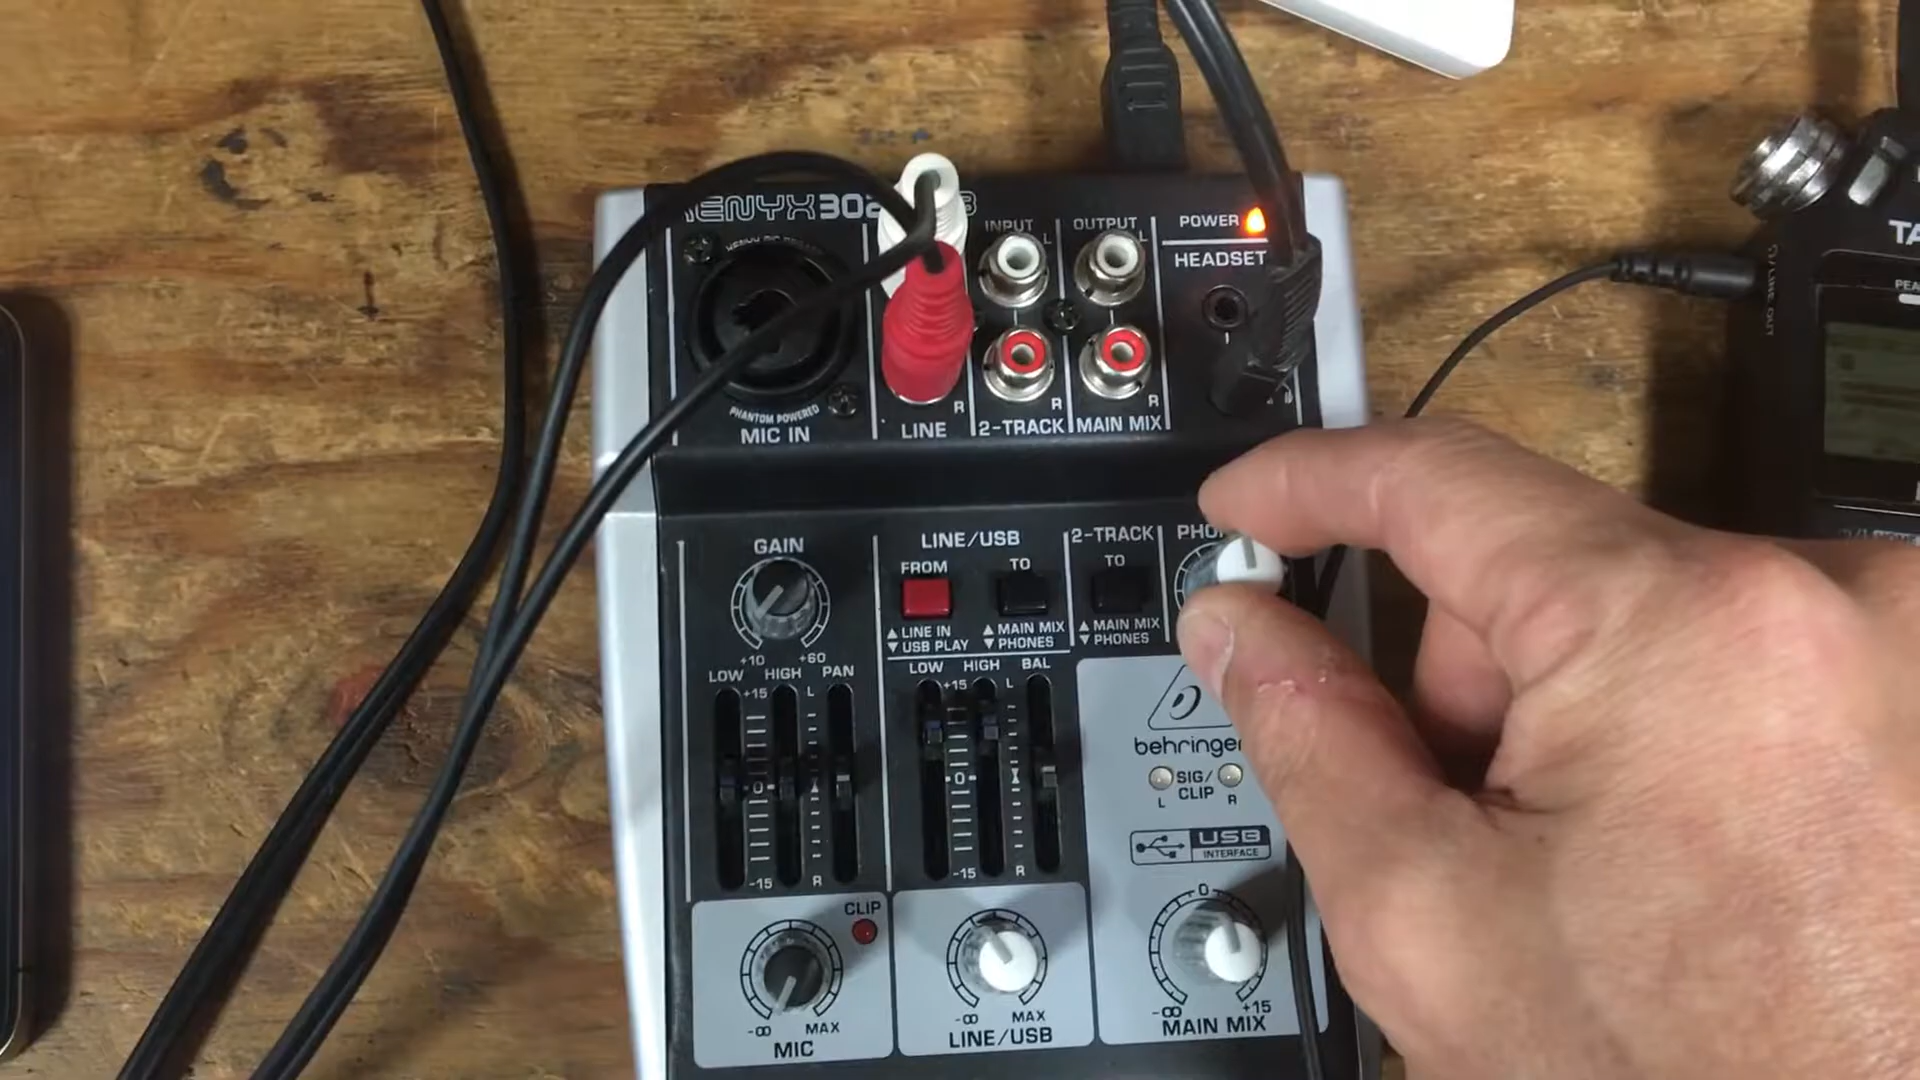 XENYX302
INPUT
OUTPUT
POWER
L
L
HEADSET
PHANTOM POWERED
R
R
R
MIC IN
LINE
2-TRACK
MAIN MIX
GAIN
LINE/USB
2-TRACK
FROM
TO
TO
LINE IN
USB PLAY
MAIN MIX
PHONES
MAIN MIX
PHONES
+10
+60
LOW
HIGH
PAN
LOW
HIGH
BAL
+15
L
+15
L
0
0
-15
R
-15
R
behringer
SIG/
CLIP
L
R
USB
INTERFACE
CLIP
0
-∞
MAX
MIC
-∞
MAX
LINE/USB
-∞
+15
MAIN MIX